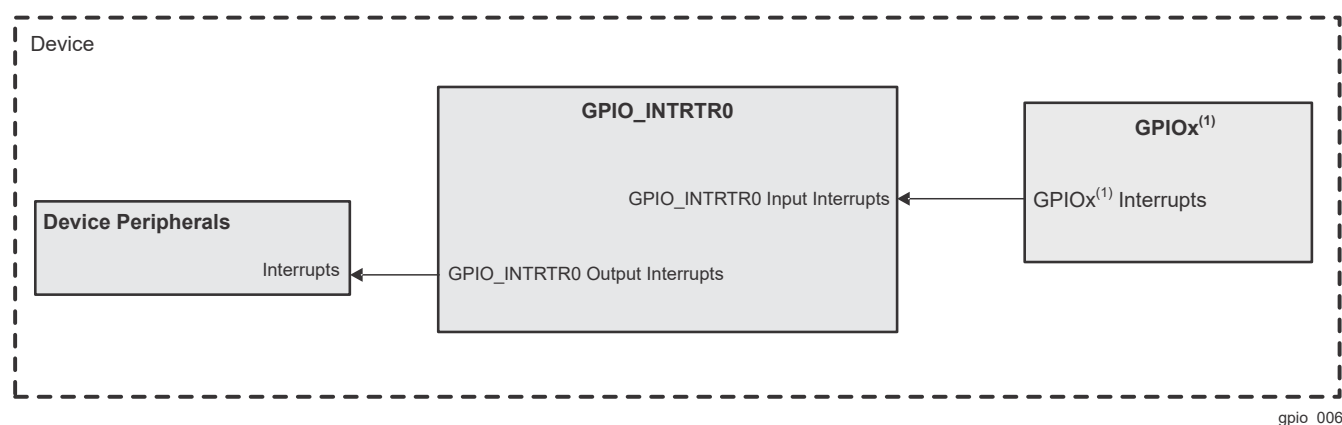 Device
GPIO_INTRTR0
GPIOx(1)
GPIO_INTRTR0 Input Interrupts
GPIOx(1) Interrupts
Device Peripherals
Interrupts
GPIO_INTRTR0 Output Interrupts
gpio_006